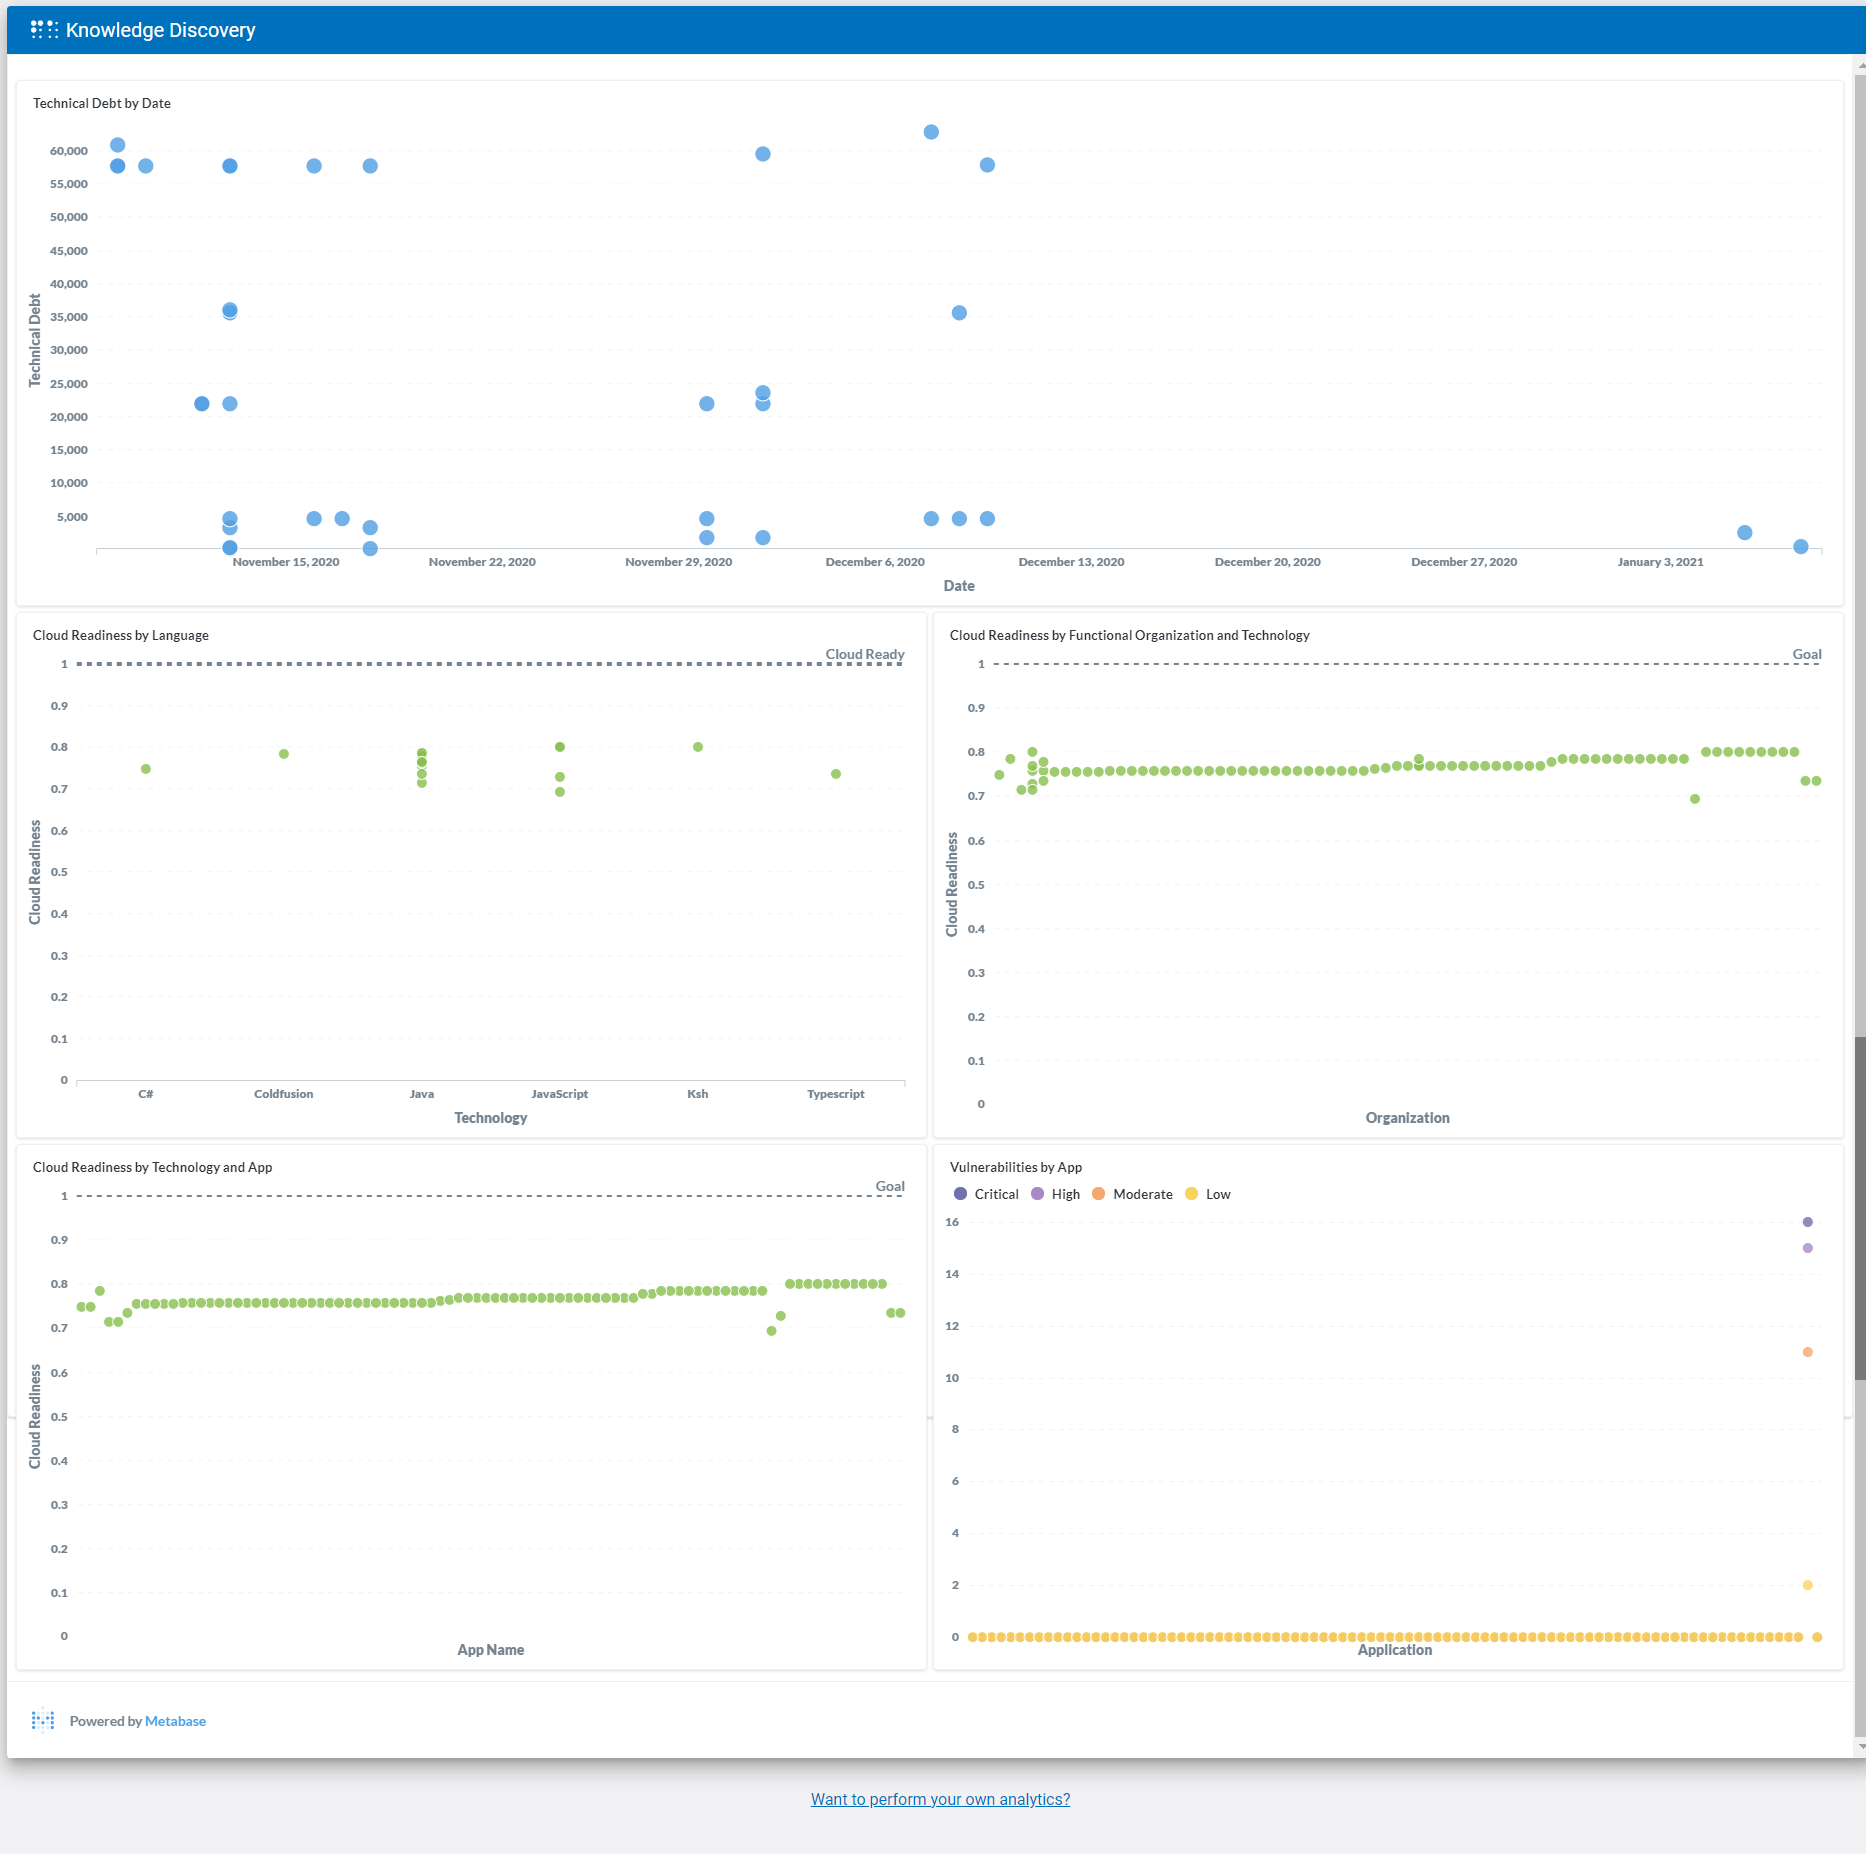 Knowledge Discovery
Technical Debt by Date
60,000
55,000
50,000
45,000
40,000
35,000
30,000
25,000
20,000
15,000
10,000
5,000
Technical Debt
November 15, 2020 November 22, 2020 November 29, 2020 December 6, 2020 December 13, 2020 December 20, 2020 December 27, 2020 January 3, 2021
Date
Cloud Readiness by Language
Cloud Ready
1
0.9
0.8
0.7
0.6
0.5
0.4
0.3
0.2
0.1
0
Cloud Readiness
C# Coldfusion Java JavaScript Ksh Typescript
Technology
Cloud Readiness by Functional Organization and Technology
Goal
1
0.9
0.8
0.7
0.6
0.5
0.4
0.3
0.2
0.1
0
Cloud Readiness
Organization
Cloud Readiness by Technology and App
Goal
1
0.9
0.8
0.7
0.6
0.5
0.4
0.3
0.2
0.1
0
Cloud Readiness
App Name
Vulnerabilities by App
Critical High Moderate Low
16
14
12
10
8
6
4
2
0
Application
Powered by Metabase
Want to perform your own analytics?